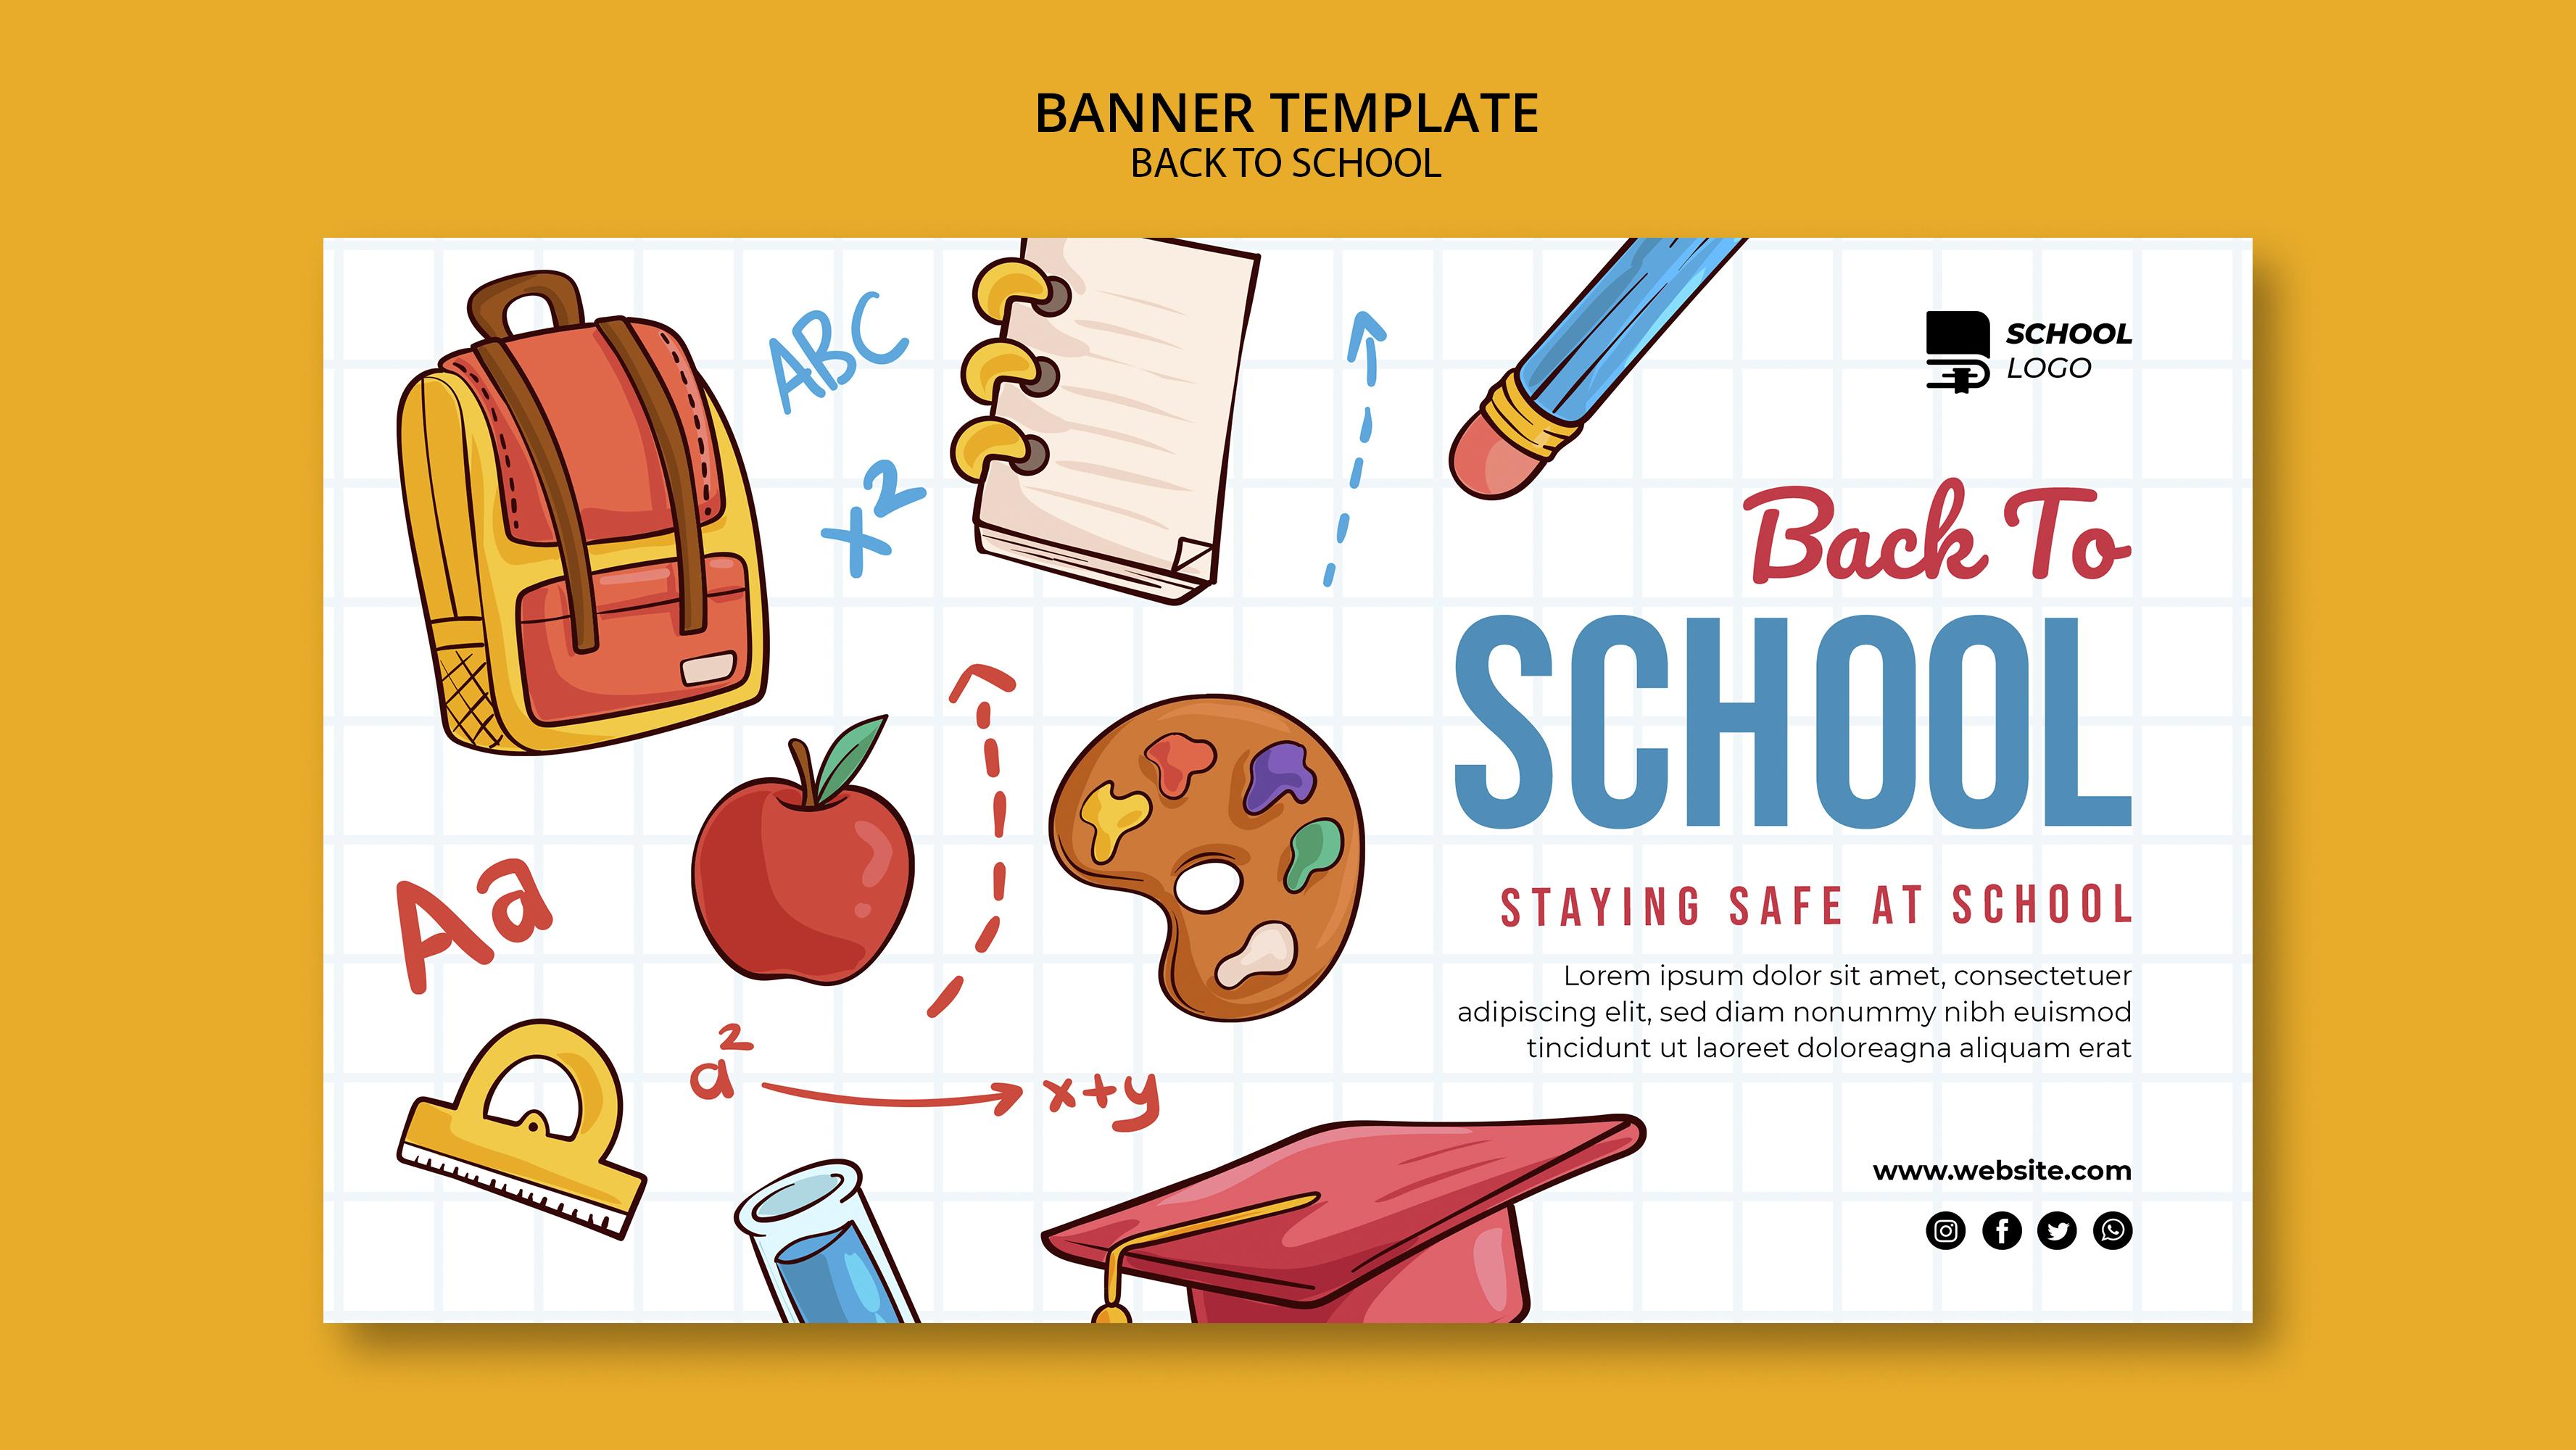 BANNER TEMPLATE
BACK TO SCHOOL
ABC
x²
SCHOOL
LOGO
Back To
SCHOOL
STAYING SAFE AT SCHOOL
Lorem ipsum dolor sit amet, consectetuer
adipiscing elit, sed diam nonummy nibh euismod
tincidunt ut laoreet doloreagna aliquam erat
Aa
a² → x+y
www.website.com